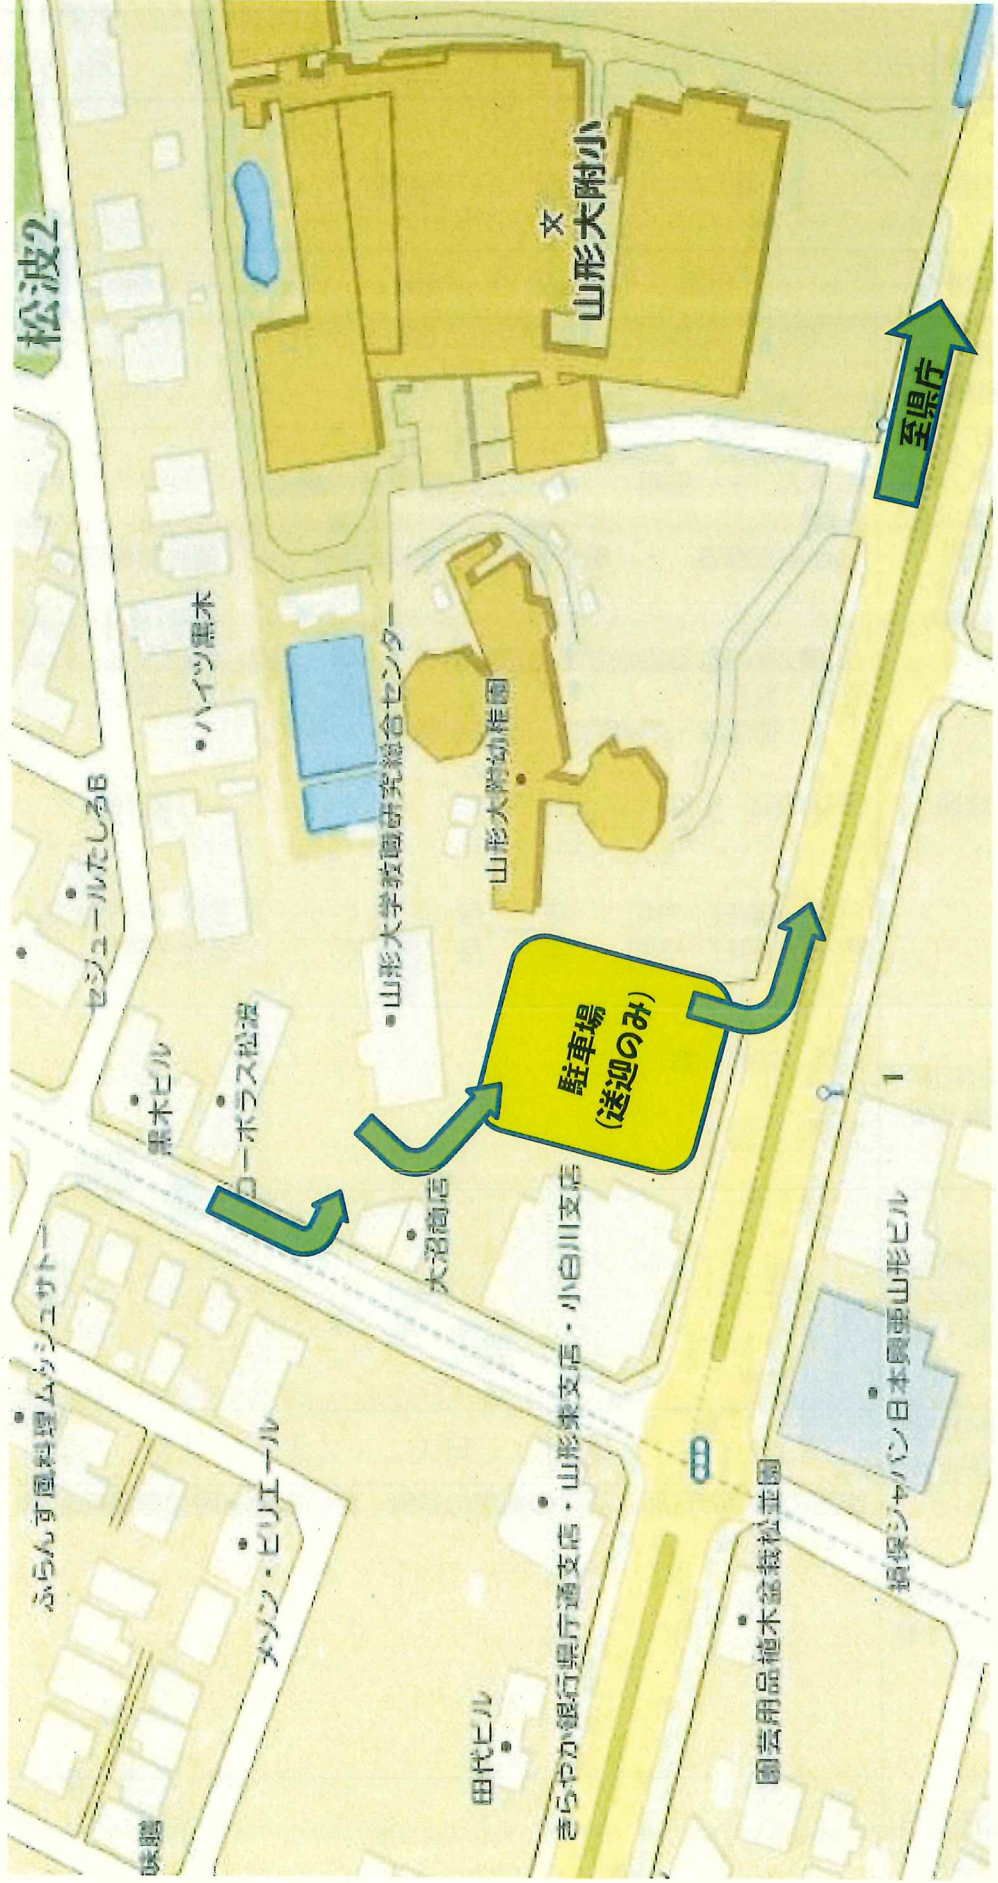 松波2
文
山形大附小
至県庁
ハイツ黒木
山形大学教職研究総合センター
山形大附幼稚園
セジュールたしろB
駐車場
(送迎のみ)
黒木ビル
コーポラス松波
大沼商店
1
ふらんす風料理ムッシュサトー
メゾン・ビリエール
きらやか銀行県庁通支店・山形東支店・小白川支店
損保ジャパン日本興亜山形ビル
園芸用品植木盆栽松並園
田代ビル
味膳